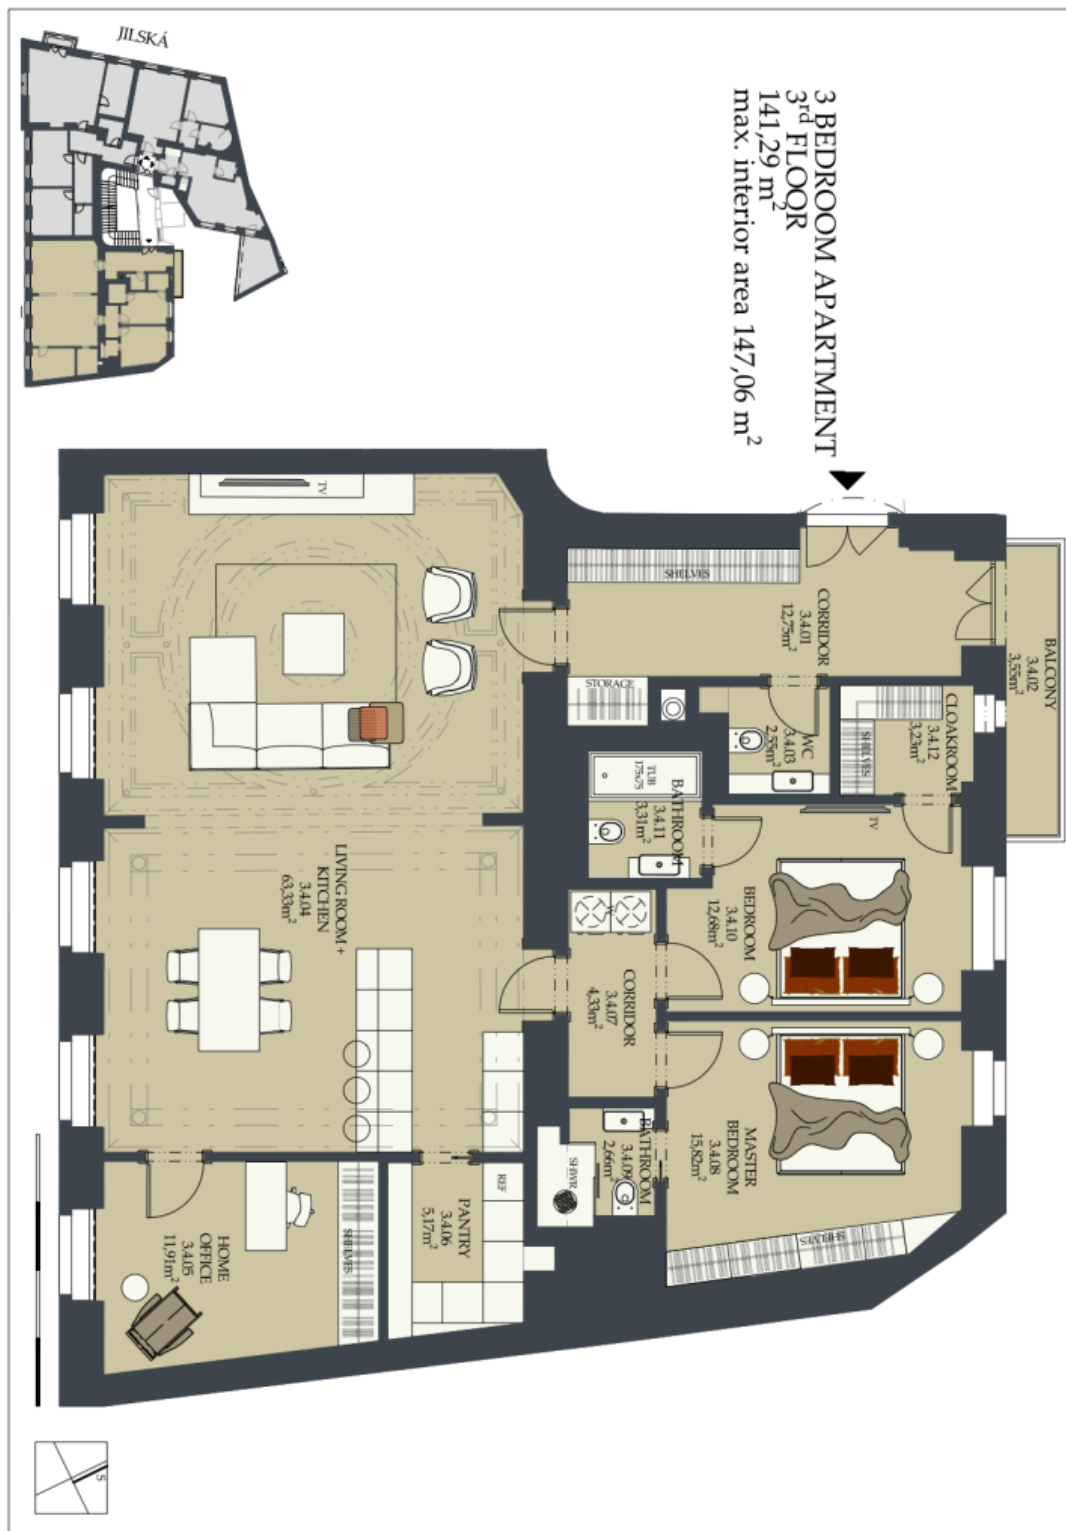 JILSKÁ
3 BEDROOM APARTMENT
3rd FLOOR
141,29 m²
max. interior area 147,06 m²
BALCONY
3.4.02
3,55m²
CORRIDOR
3.4.01
12,75m²
SHELVES
STORAGE
CLOAKROOM
3.4.12
3,23m²
SHELVES
WC
3.4.03
2,55m²
TV
TUB
175x75
BATHROOM
3.4.11
3,31m²
TV
BEDROOM
3.4.10
12,68m²
LIVING ROOM +
KITCHEN
3.4.04
63,33m²
CORRIDOR
3.4.07
4,33m²
MASTER
BEDROOM
3.4.08
15,82m²
SHELVES
BATHROOM
3.4.09
2,66m²
SHWR
REF
PANTRY
3.4.06
5,17m²
SHELVES
HOME
OFFICE
3.4.05
11,91m²
S